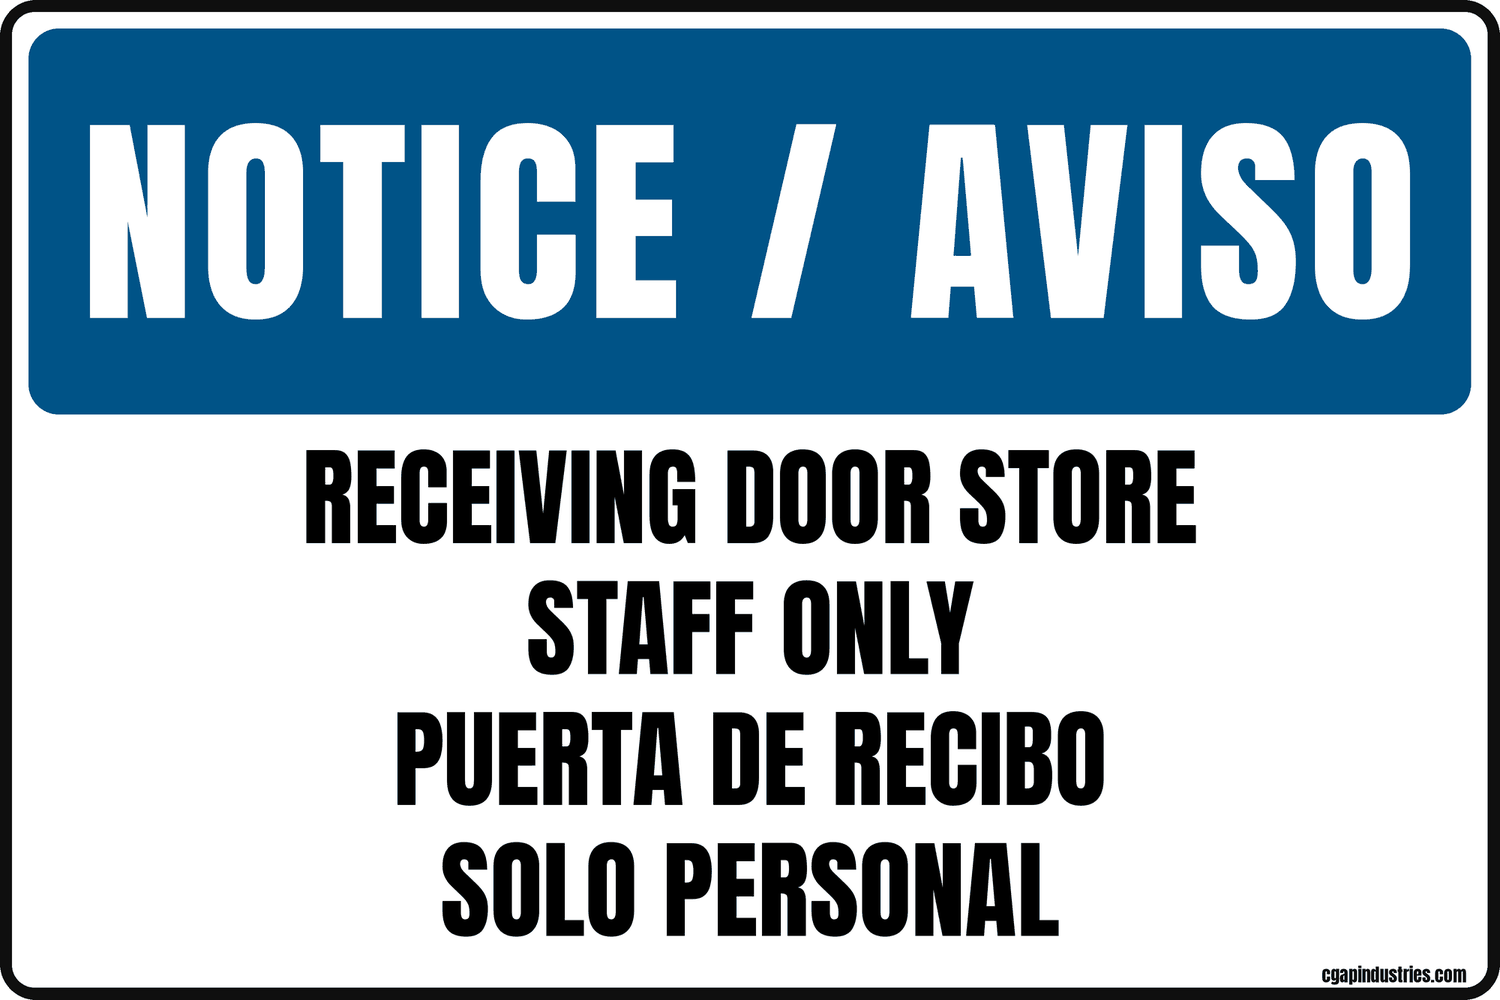 NOTICE / AVISO
RECEIVING DOOR STORE
STAFF ONLY
PUERTA DE RECIBO
SOLO PERSONAL
cgapindustries.com